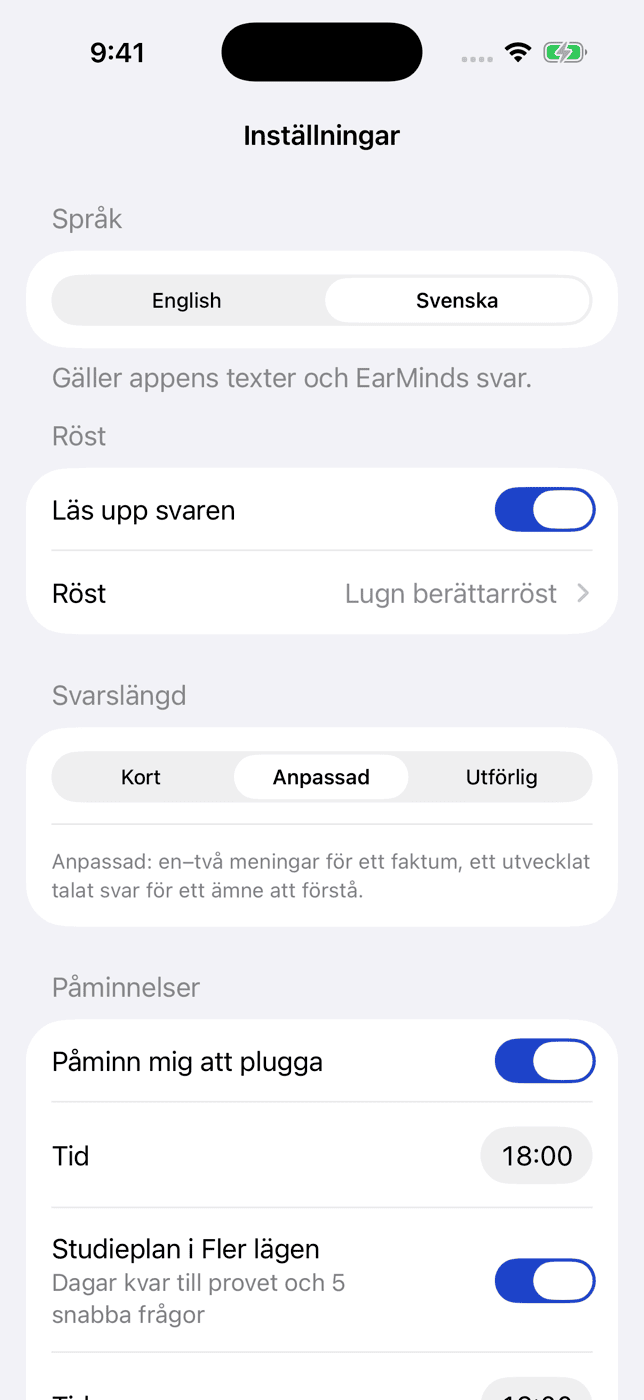 9:41
Inställningar
Språk
English
Svenska
Gäller appens texter och EarMinds svar.
Röst
Läs upp svaren
Röst
Lugn berättarröst
Svarslängd
Kort
Anpassad
Utförlig
Anpassad: en–två meningar för ett faktum, ett utvecklat
talat svar för ett ämne att förstå.
Påminnelser
Påminn mig att plugga
Tid
18:00
Studieplan i Fler lägen
Dagar kvar till provet och 5
snabba frågor